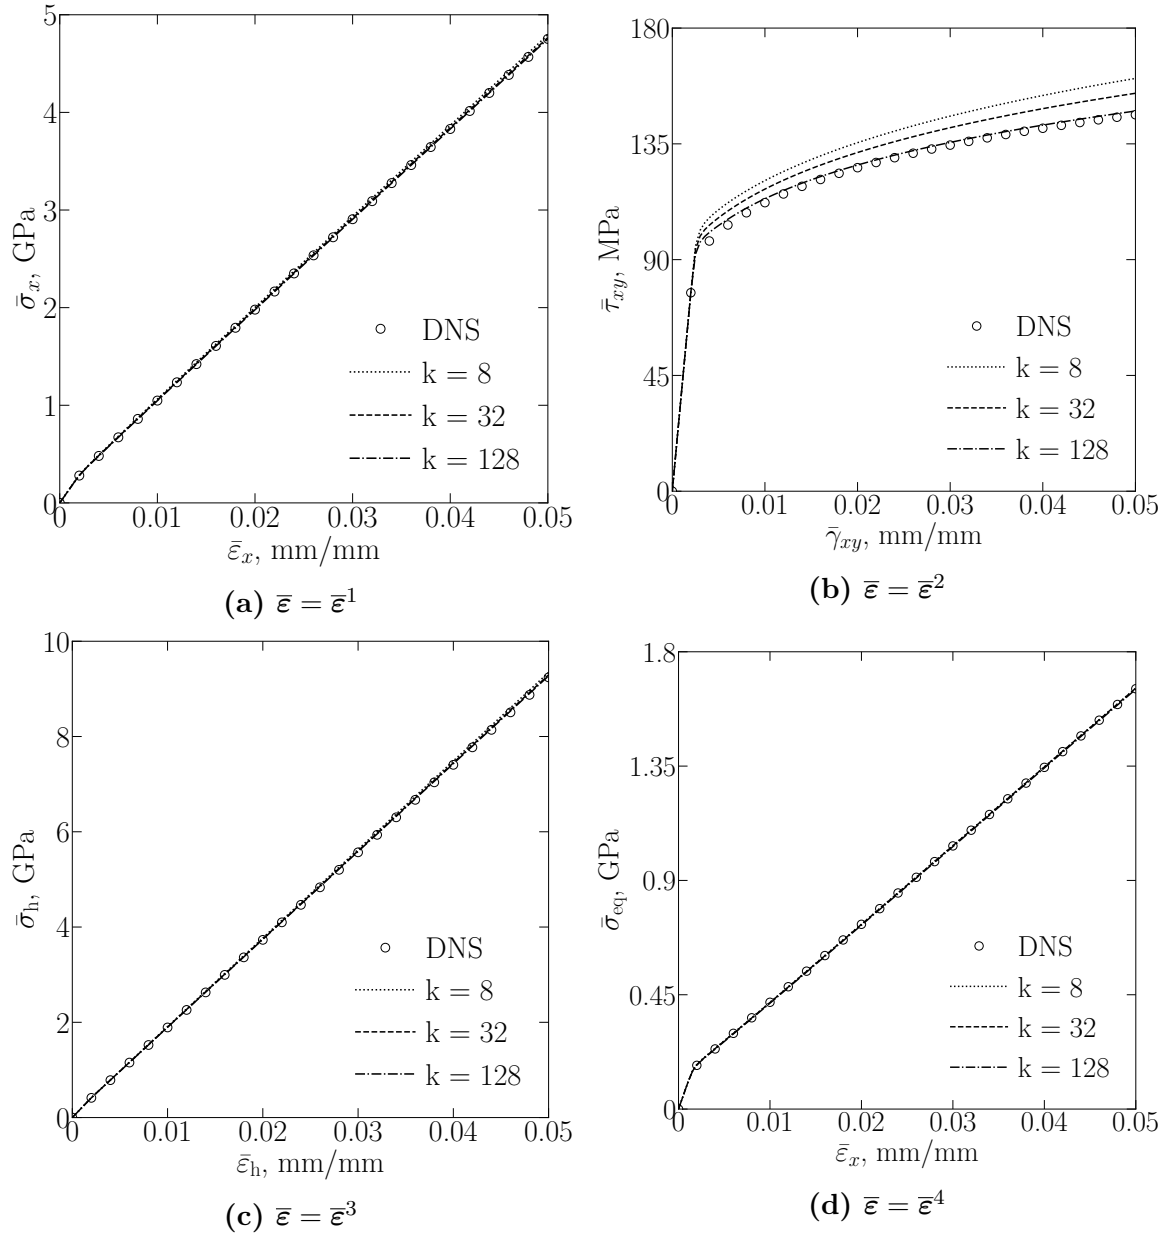 5
4
3
2
1
0
σ̄x, GPa
DNS
k = 8
k = 32
k = 128
0 0.01 0.02 0.03 0.04 0.05
ε̄x, mm/mm
(a) ε̄ = ε̄¹
180
135
90
45
0
τ̄xy, MPa
DNS
k = 8
k = 32
k = 128
0 0.01 0.02 0.03 0.04 0.05
γ̄xy, mm/mm
(b) ε̄ = ε̄²
10
8
6
4
2
0
σ̄h, GPa
DNS
k = 8
k = 32
k = 128
0 0.01 0.02 0.03 0.04 0.05
ε̄h, mm/mm
(c) ε̄ = ε̄³
1.8
1.35
0.9
0.45
0
σ̄eq, GPa
DNS
k = 8
k = 32
k = 128
0 0.01 0.02 0.03 0.04 0.05
ε̄x, mm/mm
(d) ε̄ = ε̄⁴